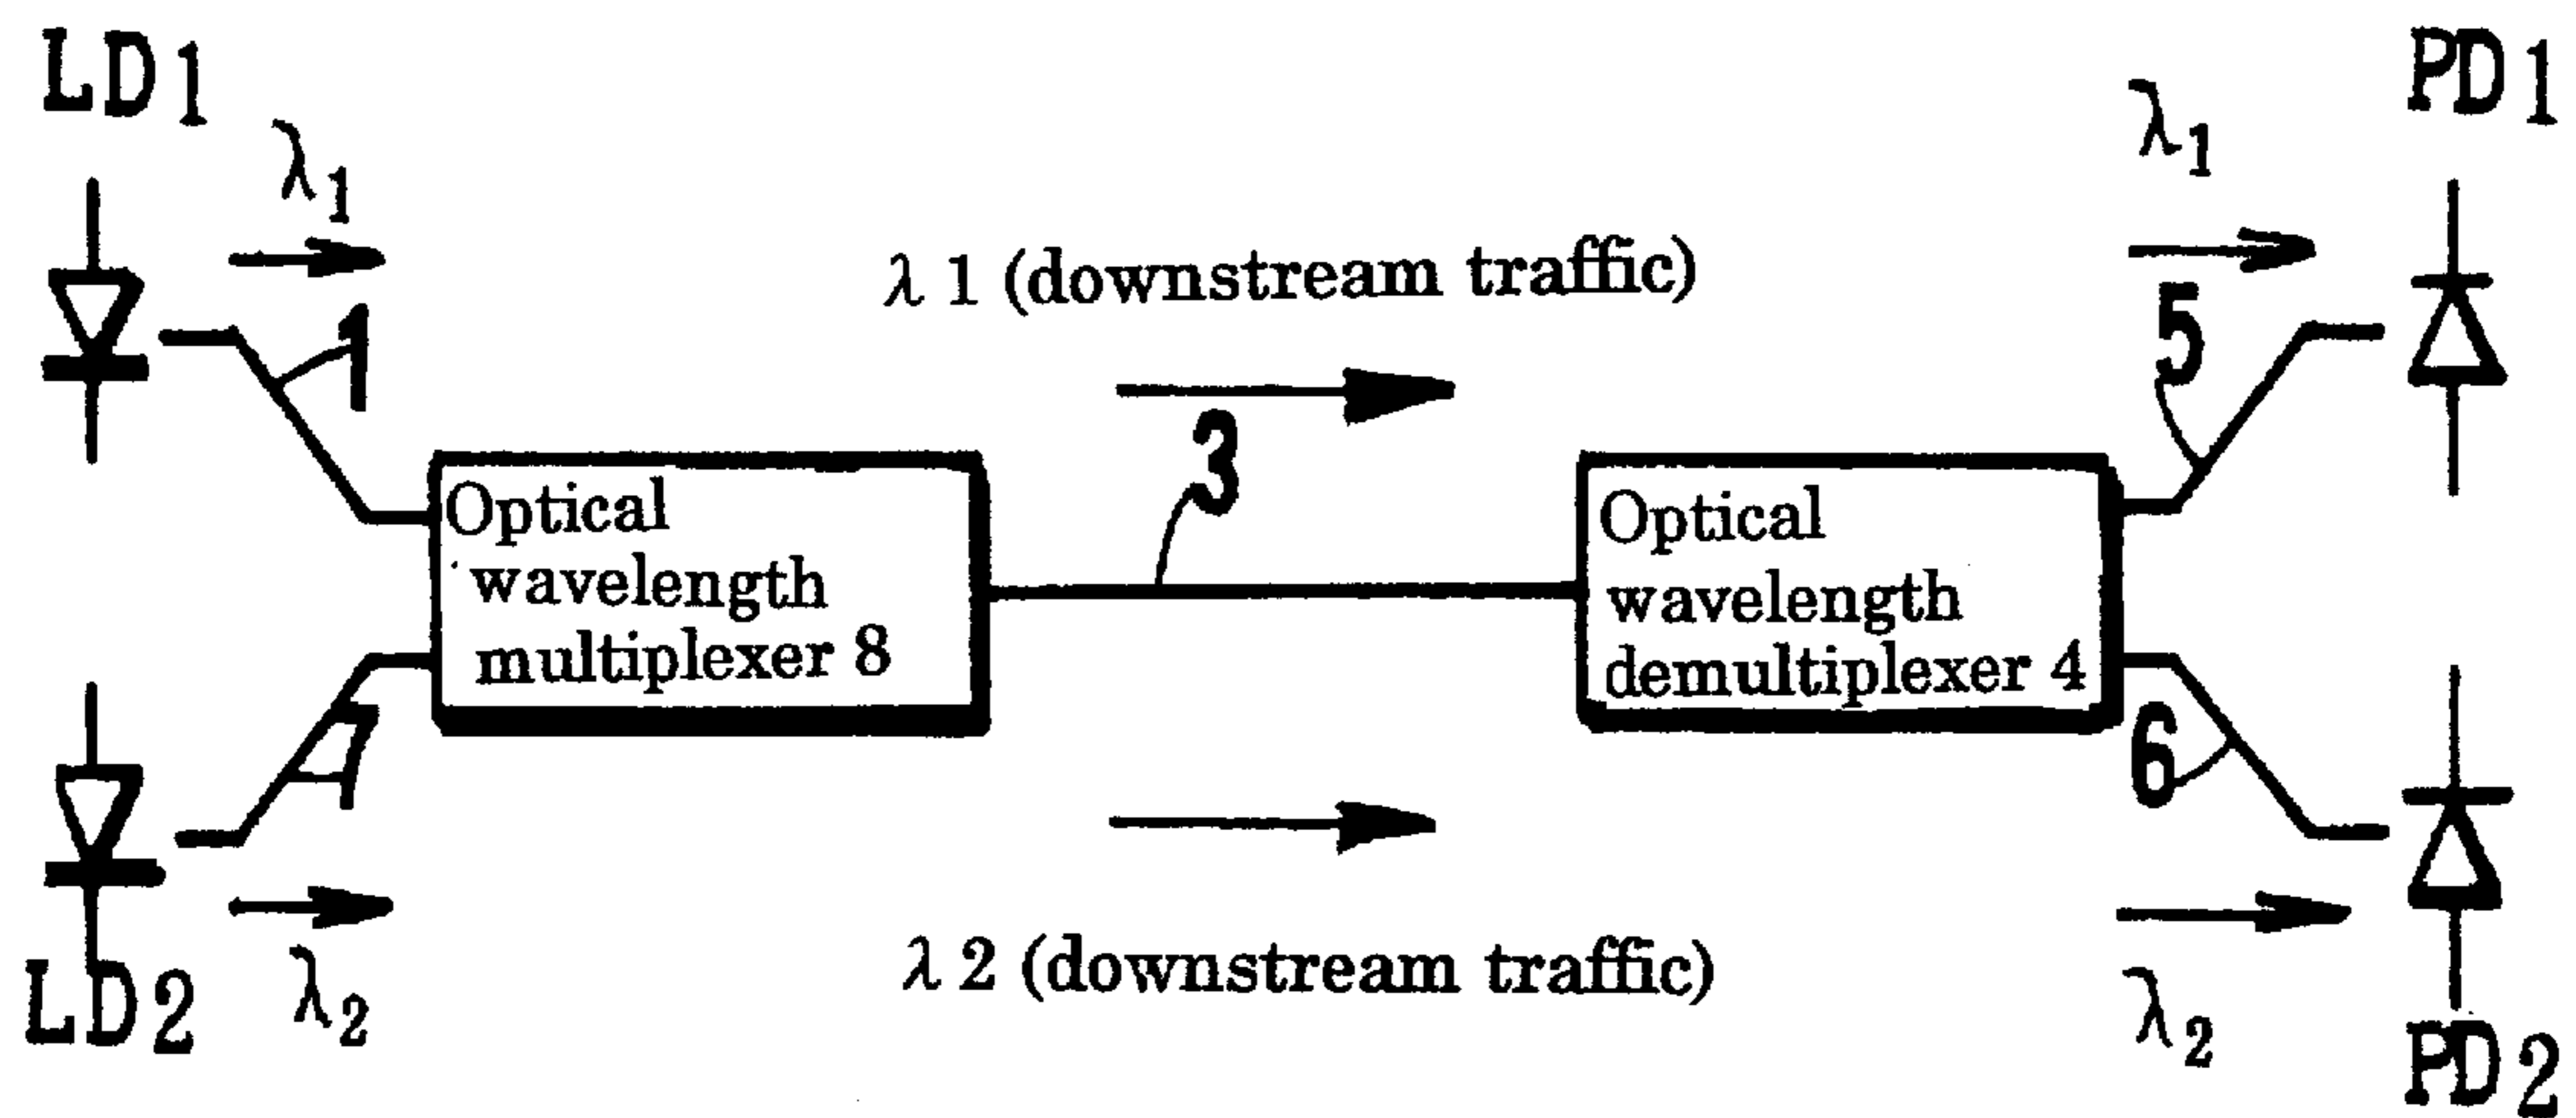 LD1
λ1
λ1
PD1
λ 1 (downstream traffic)
1
5
3
Optical
wavelength
multiplexer 8
Optical
wavelength
demultiplexer 4
7
6
λ 2 (downstream traffic)
LD2
λ2
λ2
PD2